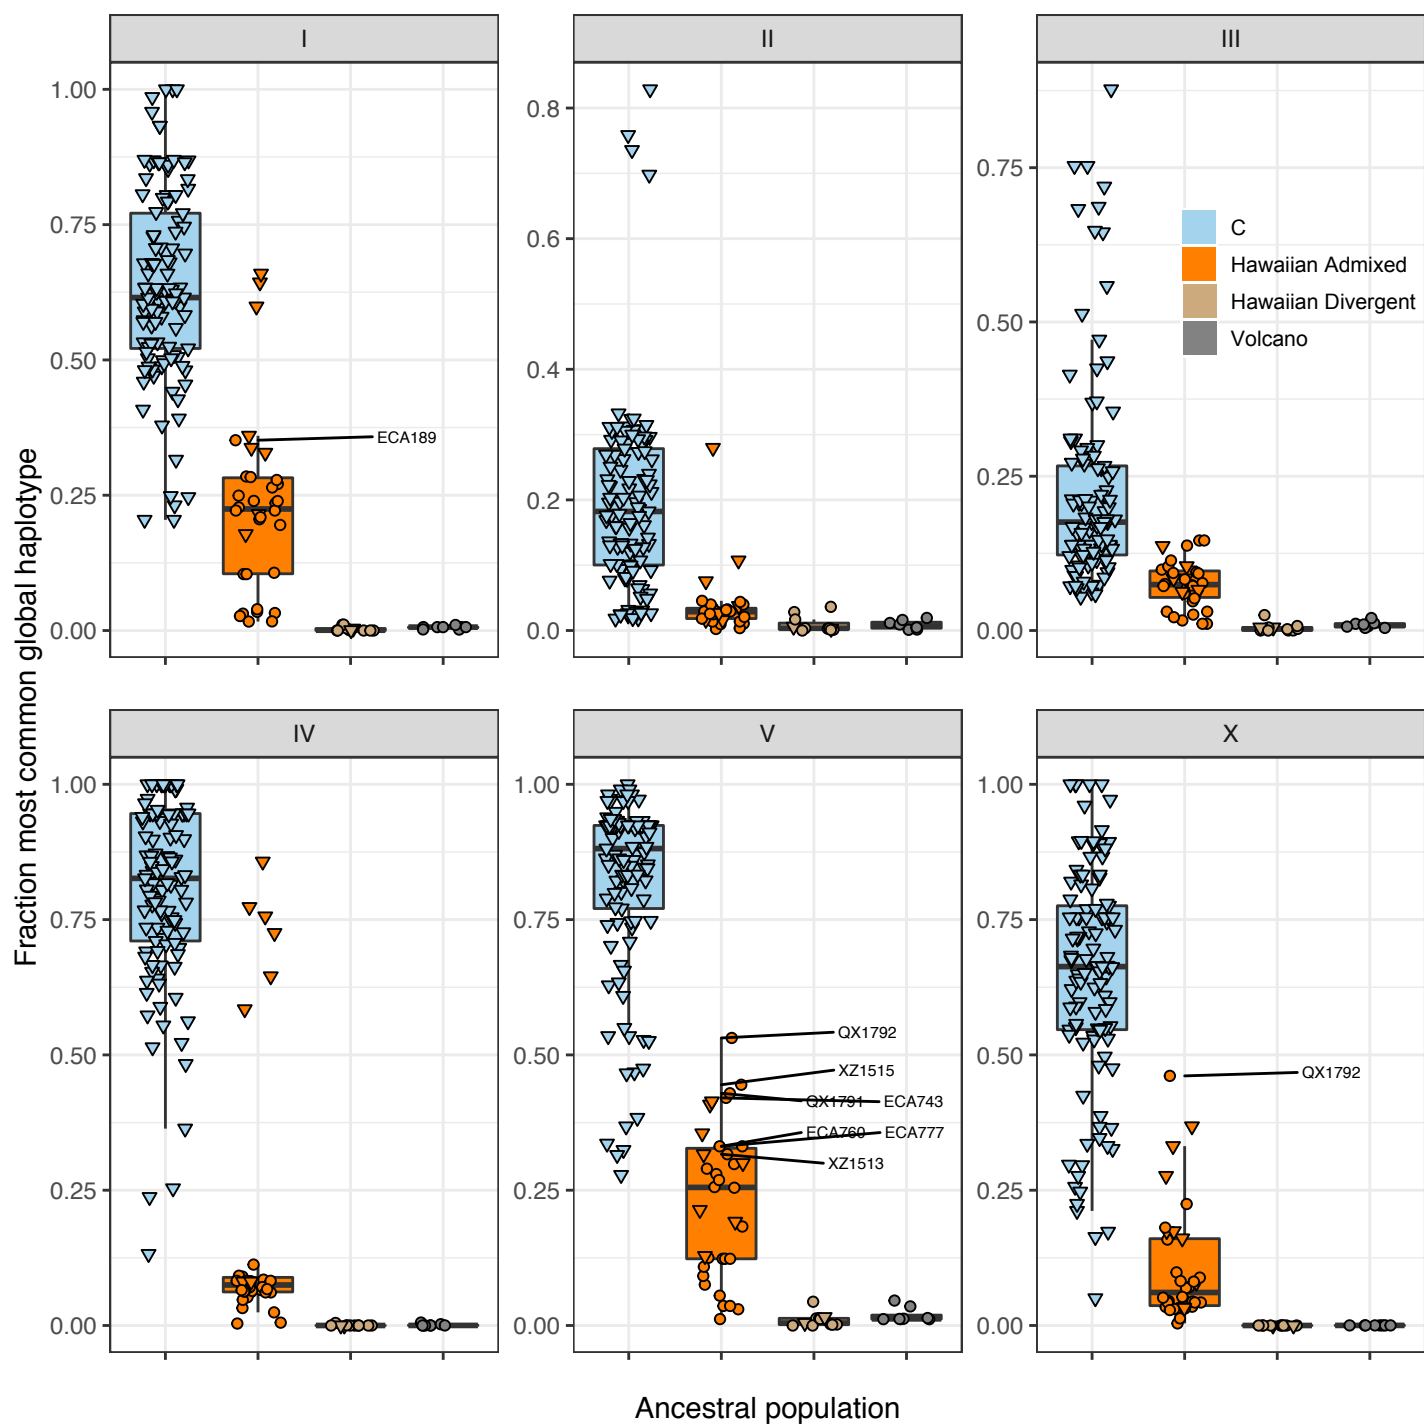 Fraction most common global haplotype
I
1.00
0.75
0.50
0.25
0.00
ECA189
II
0.8
0.6
0.4
0.2
0.0
III
0.75
0.50
0.25
0.00
C
Hawaiian Admixed
Hawaiian Divergent
Volcano
IV
1.00
0.75
0.50
0.25
0.00
V
1.00
0.75
0.50
0.25
0.00
QX1792
XZ1515
QX1791
ECA743
ECA760
ECA777
XZ1513
X
1.00
0.75
0.50
0.25
0.00
QX1792
Ancestral population